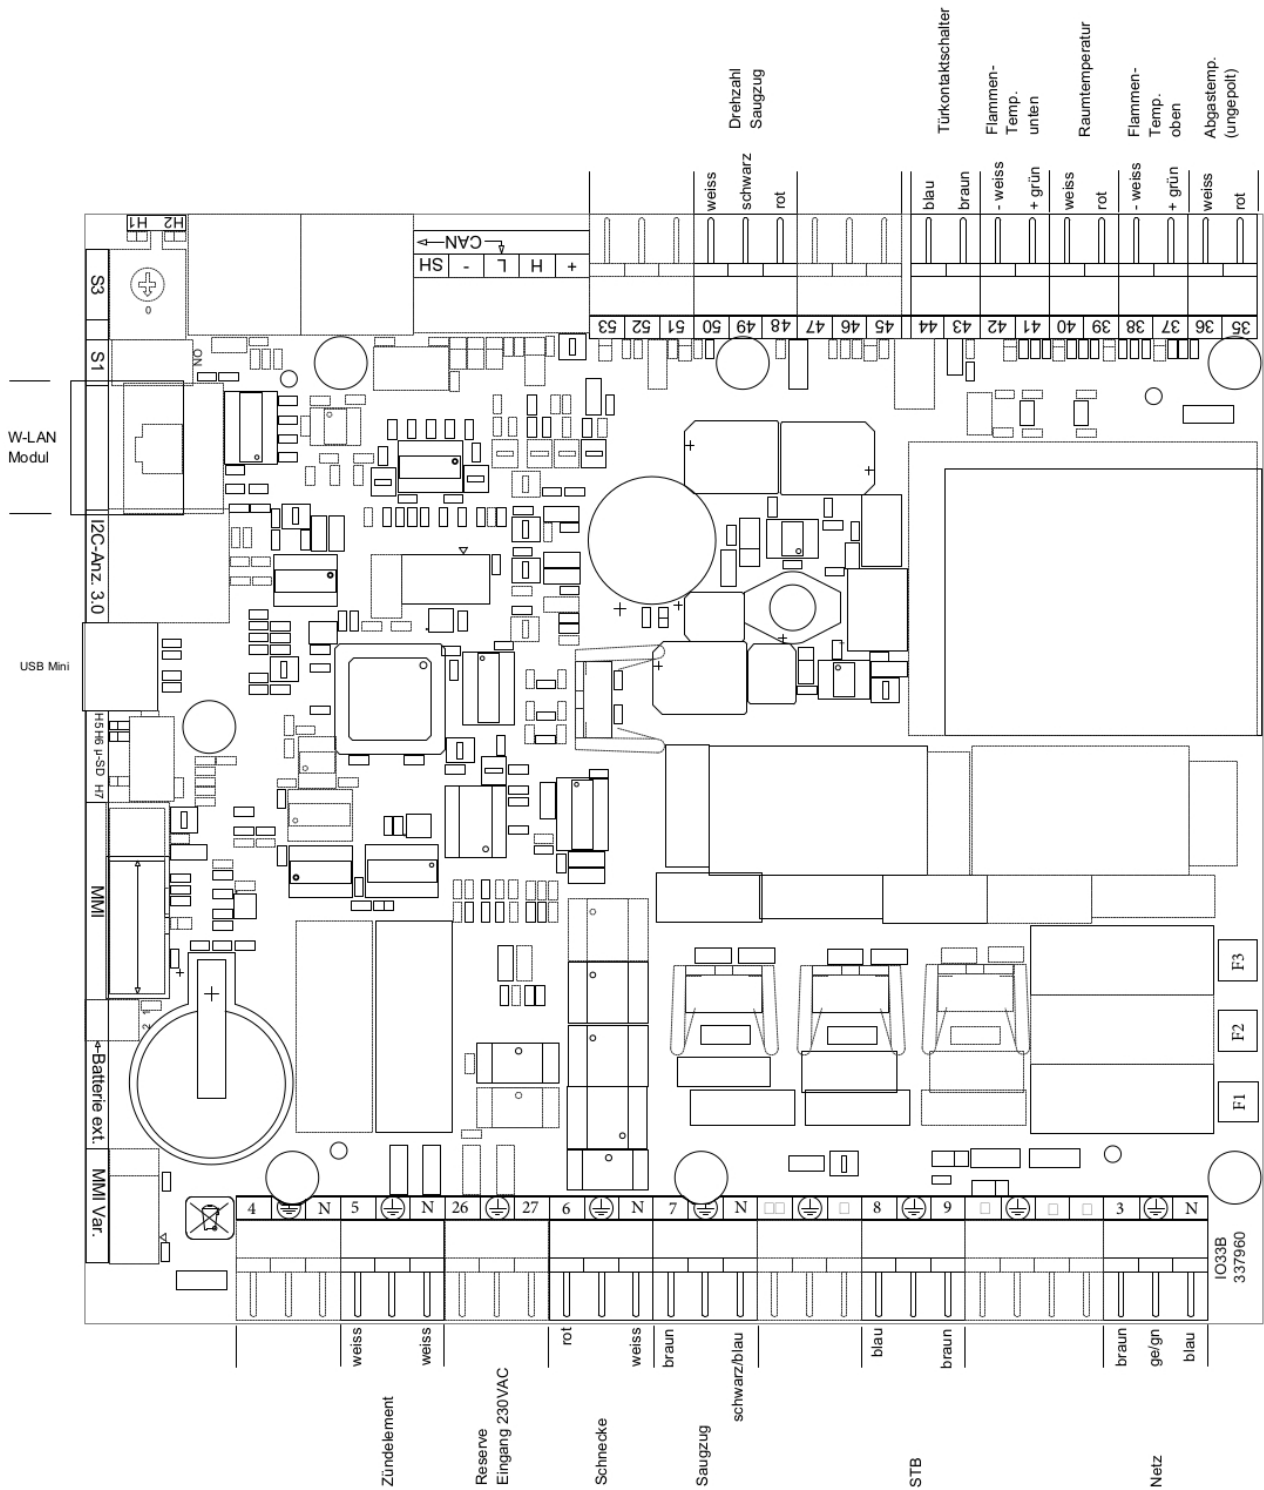 Drehzahl
Saugzug
Türkontaktschalter
Flammen-
Temp.
unten
Raumtemperatur
Flammen-
Temp.
oben
Abgastemp.
(ungepolt)
weiss
schwarz
rot
blau
braun
- weiss
+ grün
weiss
rot
- weiss
+ grün
weiss
rot
H1
H2
S3
0
CAN
SH
-
L
H
+
53
52
51
50
49
48
47
46
45
44
43
42
41
40
39
38
37
36
35
S1
ON
W-LAN
Modul
I2C-Anz. 3.0
USB Mini
H5 H6 µ-SD H7
MMI
+
+
+
+
+
+
+
+
2 1
Batterie ext.
MMI Var.
F3
F2
F1
4
N
5
N
26
27
6
N
7
N
8
9
3
N
IO33B
337960
weiss
weiss
rot
weiss
braun
schwarz/blau
blau
braun
braun
ge/gn
blau
Zündelement
Reserve
Eingang 230VAC
Schnecke
Saugzug
STB
Netz